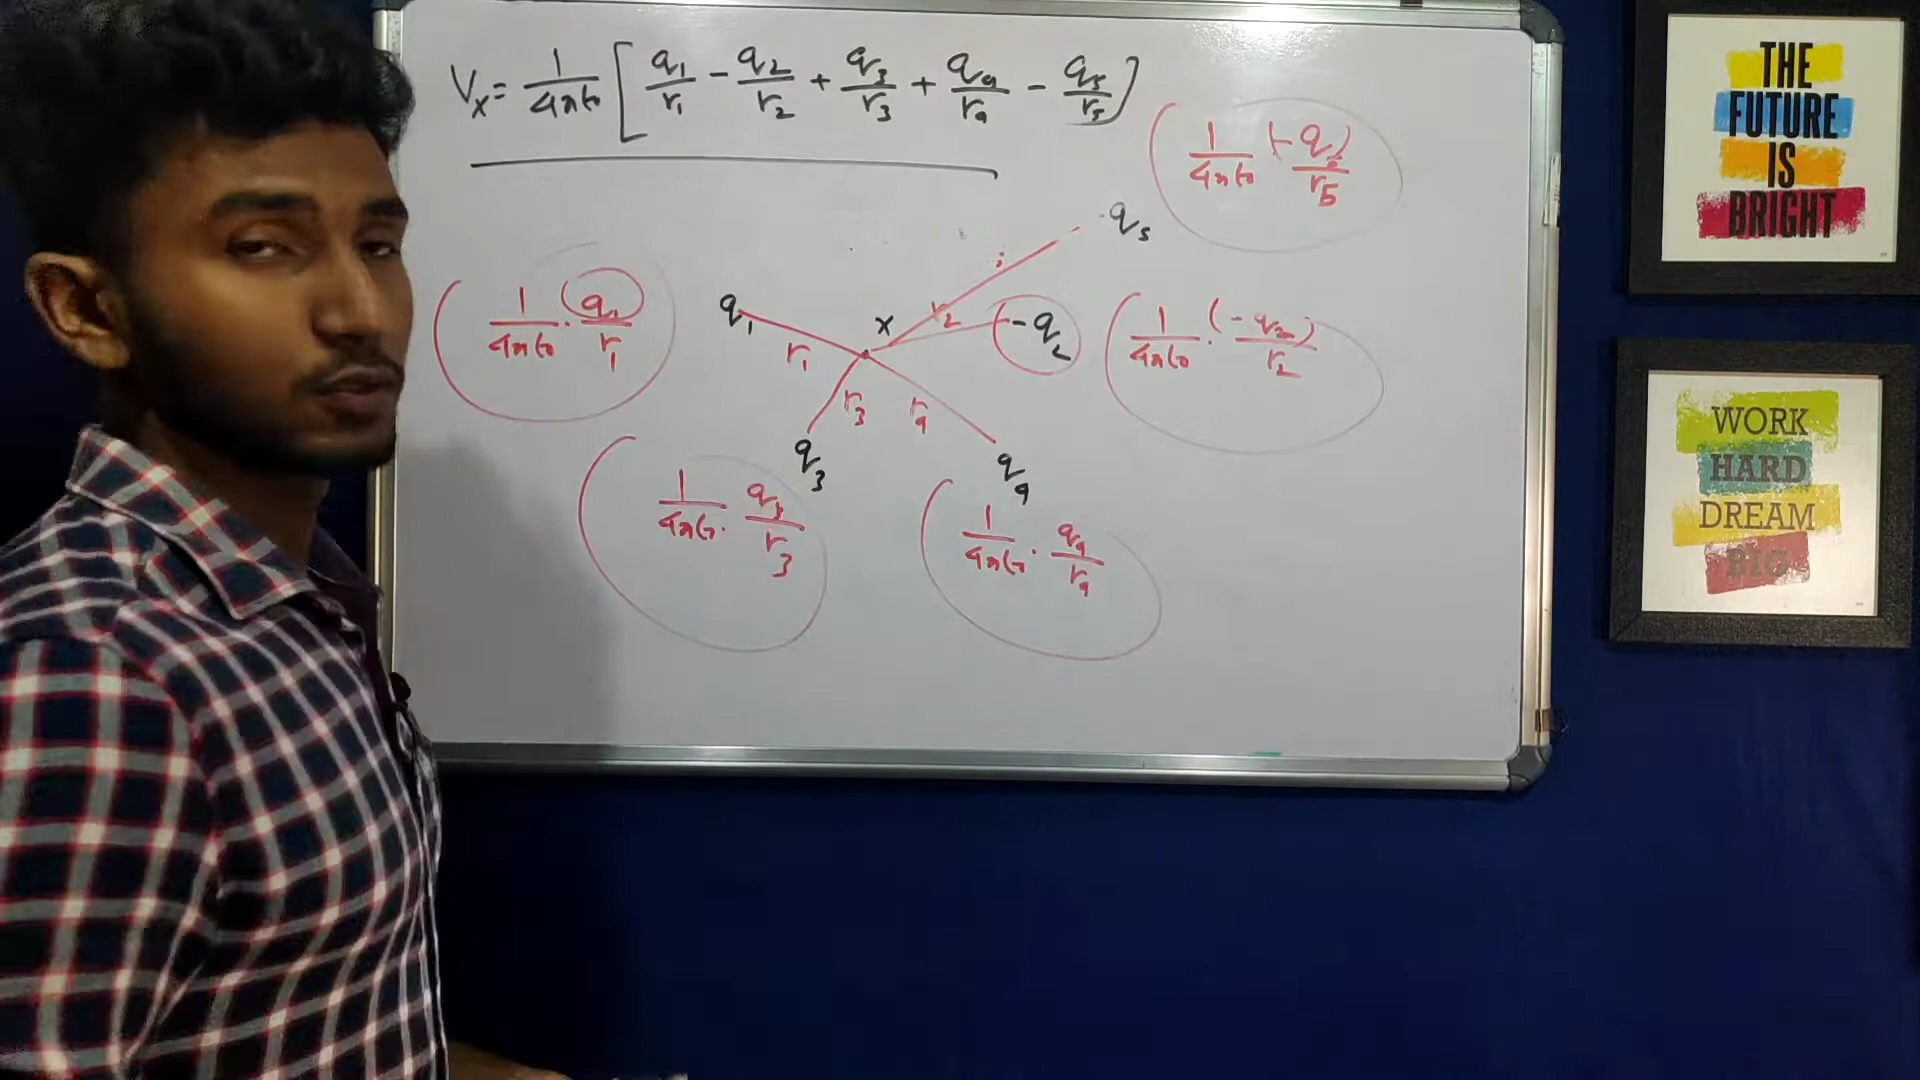 Vₓ = 1/4πϵ₀ [ q₁/r₁ - q₂/r₂ + q₃/r₃ + q₄/r₄ - q₅/r₅ ]
1/4πϵ₀ (-q₅)/r₅
-q₅
1/4πϵ₀ · q₁/r₁
q₁
r₁
x
r₂
-q₂
1/4πϵ₀ · (-q₂)/r₂
r₃
r₄
q₃
q₄
1/4πϵ₀ · q₃/r₃
1/4πϵ₀ · q₄/r₄
THE
FUTURE
IS
BRIGHT
WORK
HARD
DREAM
BIG